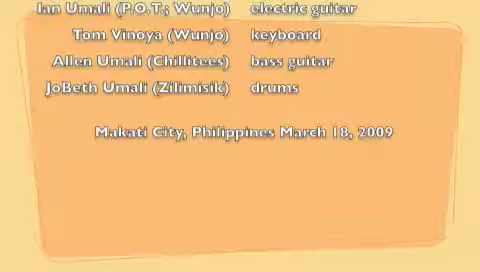 Ian Umali (P.O.T.; Wunjo) electric guitar
Tom Vinoya (Wunjo) keyboard
Allen Umali (Chillitees) bass guitar
JoBeth Umali (Zilimisik) drums
Makati City, Philippines March 18, 2009